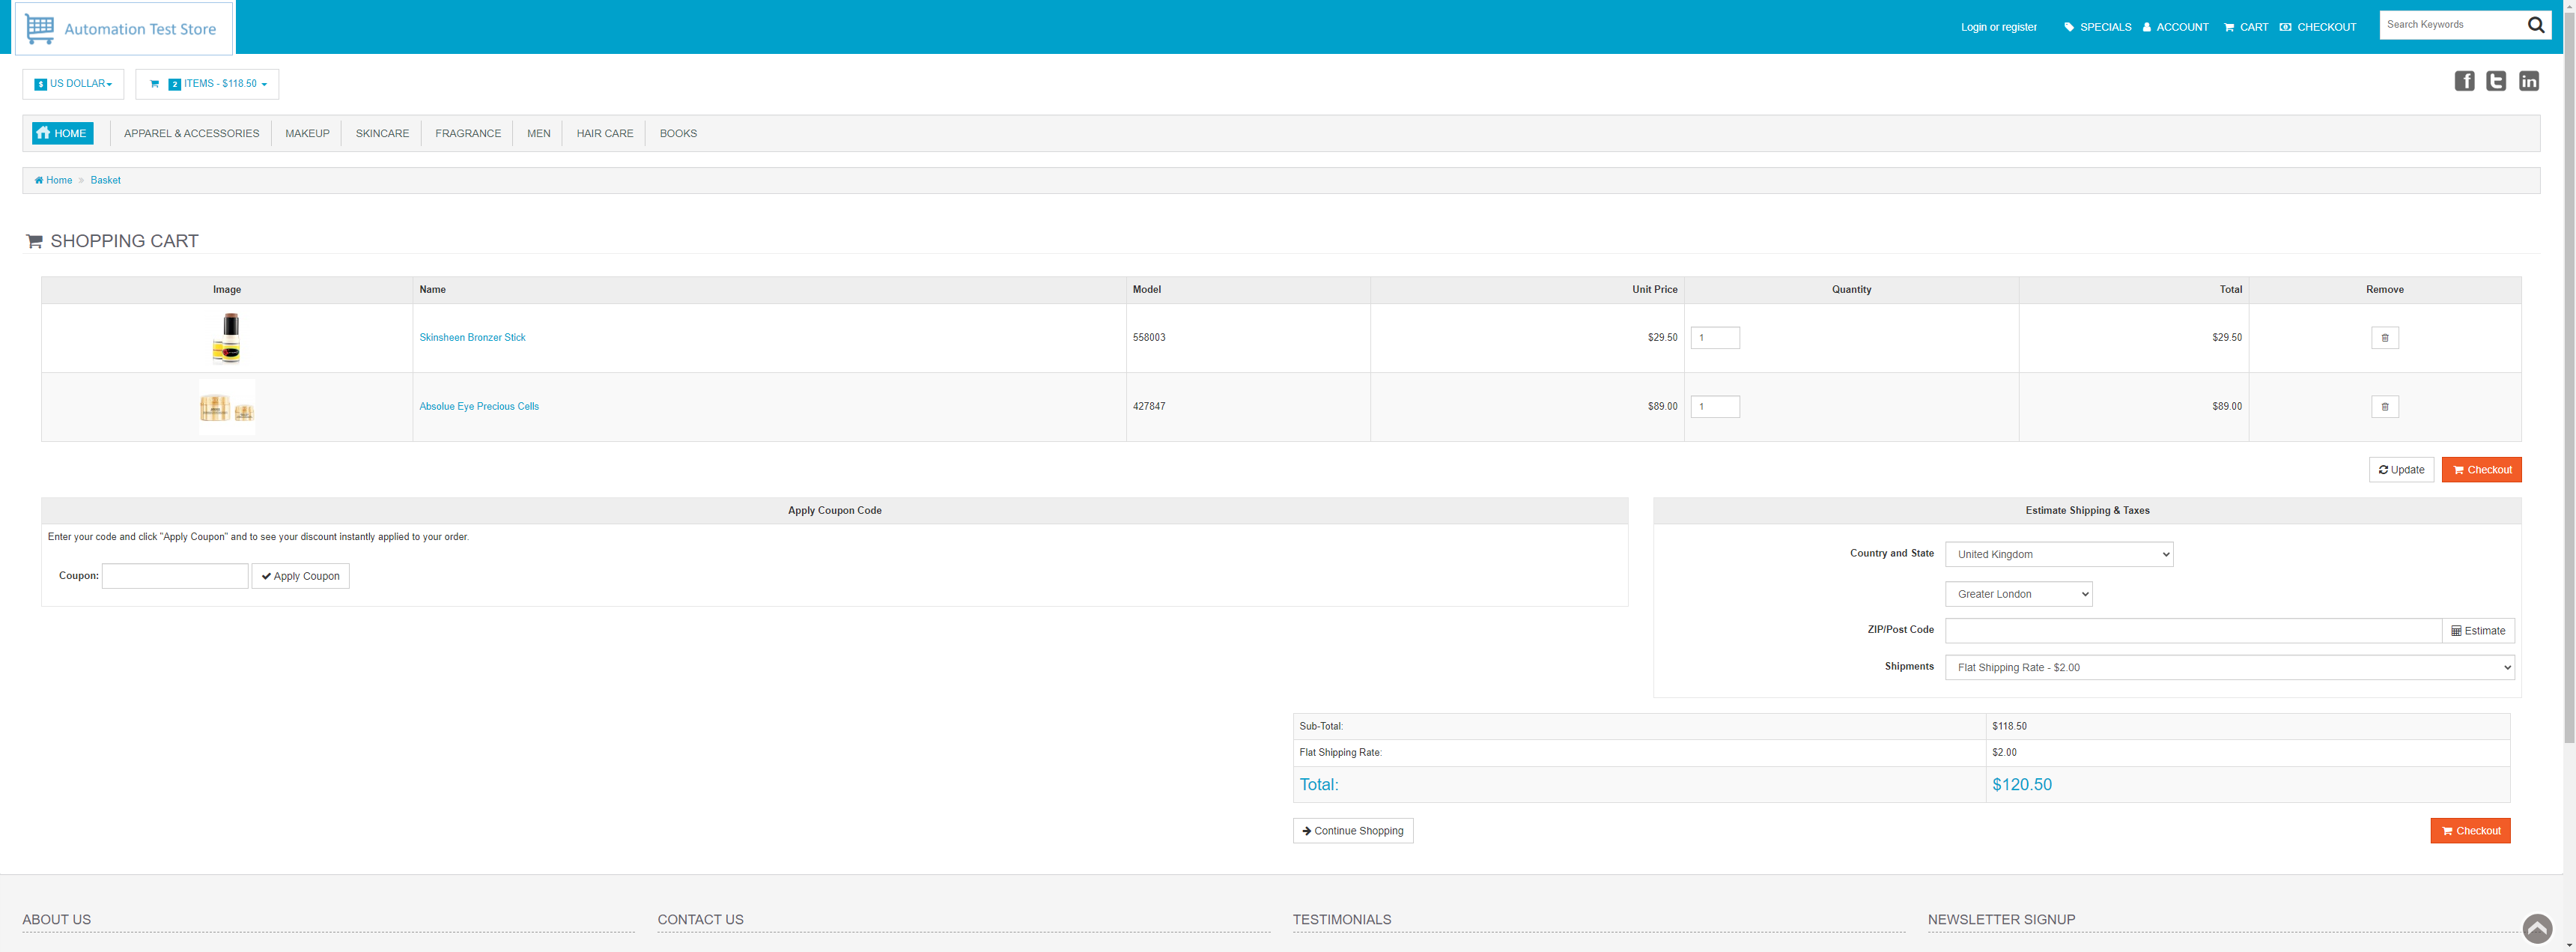 Automation Test Store
Login or register SPECIALS ACCOUNT CART CHECKOUT Search Keywords
$ US DOLLAR 2 ITEMS - $118.50
HOME APPAREL & ACCESSORIES MAKEUP SKINCARE FRAGRANCE MEN HAIR CARE BOOKS
Home » Basket
SHOPPING CART
Image Name Model Unit Price Quantity Total Remove
Skinsheen Bronzer Stick 558003 $29.50 1 $29.50
Absolue Eye Precious Cells 427847 $89.00 1 $89.00
Update Checkout
Apply Coupon Code
Enter your code and click "Apply Coupon" and to see your discount instantly applied to your order.
Coupon: Apply Coupon
Estimate Shipping & Taxes
Country and State United Kingdom
Greater London
ZIP/Post Code Estimate
Shipments Flat Shipping Rate - $2.00
Sub-Total: $118.50
Flat Shipping Rate: $2.00
Total: $120.50
Continue Shopping Checkout
ABOUT US CONTACT US TESTIMONIALS NEWSLETTER SIGNUP